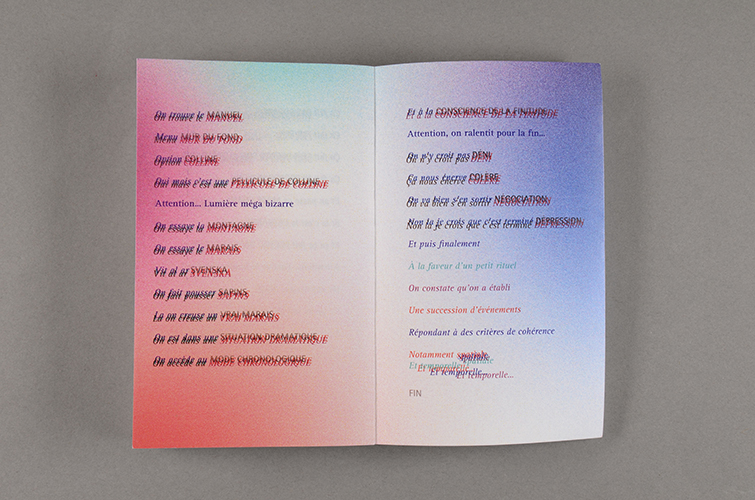 On trouve le MANUEL
Menu MUR DU FOND
Option COLLINE
Oui mais c'est une PELLICULE DE COLLINE
Attention... Lumière méga bizarre
On essaye la MONTAGNE
On essaye le MARAIS
Vit al ar SVENSKA
On fait pousser SAPINS
Là on creuse un VRAI MARAIS
On est dans une SITUATION DRAMATIQUE
On accède au MODE CHRONOLOGIQUE
Et à la CONSCIENCE DE LA FINITUDE
Attention, on ralentit pour la fin...
On n'y croit pas DÉNI
Ça nous énerve COLÈRE
On va bien s'en sortir NÉGOCIATION
Non là je crois que c'est terminé DÉPRESSION
Et puis finalement
À la faveur d'un petit rituel
On constate qu'on a établi
Une succession d'événements
Répondant à des critères de cohérence
Notamment spatiale
Et temporelle...
FIN